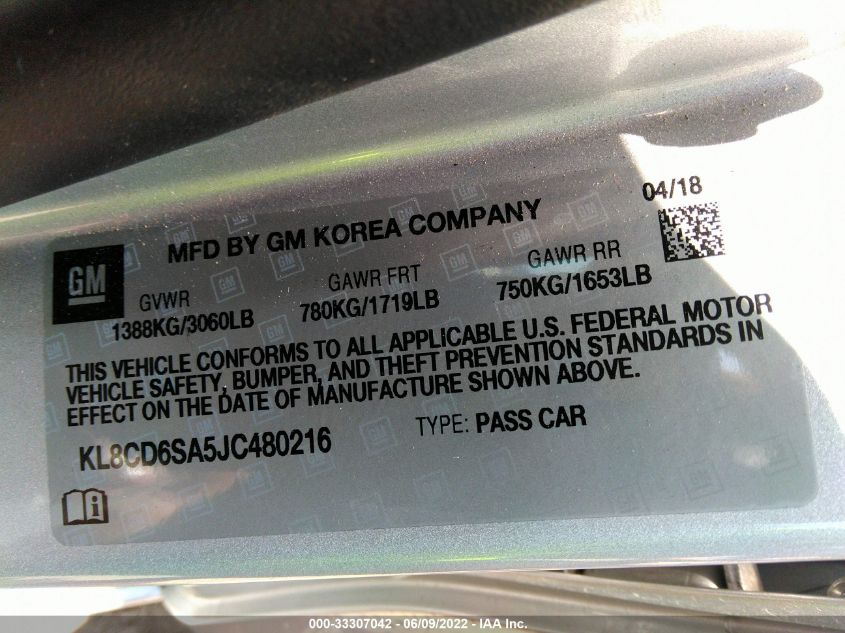 04/18
MFD BY GM KOREA COMPANY
GM
GVWR GAWR FRT GAWR RR
1388KG/3060LB 780KG/1719LB 750KG/1653LB
THIS VEHICLE CONFORMS TO ALL APPLICABLE U.S. FEDERAL MOTOR
VEHICLE SAFETY, BUMPER, AND THEFT PREVENTION STANDARDS IN
EFFECT ON THE DATE OF MANUFACTURE SHOWN ABOVE.
KL8CD6SA5JC480216 TYPE: PASS CAR
000-33307042 - 06/09/2022 - IAA Inc.